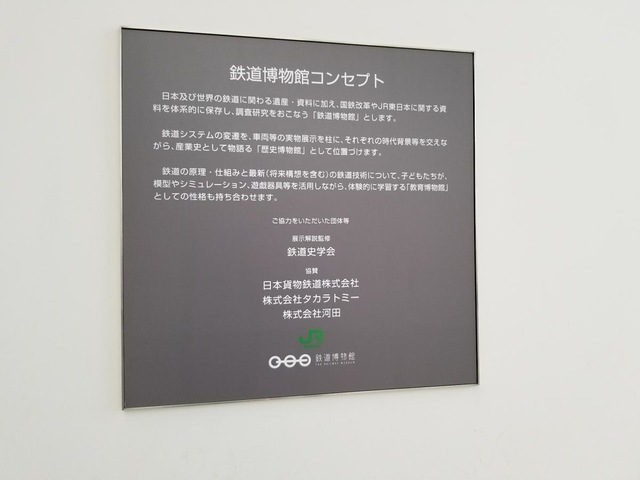 鉄道博物館コンセプト
日本及び世界の鉄道に関わる遺産・資料に加え、国鉄改革やJR東日本に関する資
料を体系的に保存し、調査研究をおこなう「鉄道博物館」とします。
鉄道システムの変遷を、車両等の実物展示を柱に、それぞれの時代背景等を交えな
がら、産業史として物語る「歴史博物館」として位置づけます。
鉄道の原理・仕組みと最新(将来構想を含む)の鉄道技術について、子どもたちが、
模型やシミュレーション、遊戯器具等を活用しながら、体験的に学習する「教育博物館」
としての性格も持ち合わせます。
ご協力をいただいた団体等
展示解説監修
鉄道史学会
協賛
日本貨物鉄道株式会社
株式会社タカラトミー
株式会社河田
JR
鉄道博物館
THE RAILWAY MUSEUM